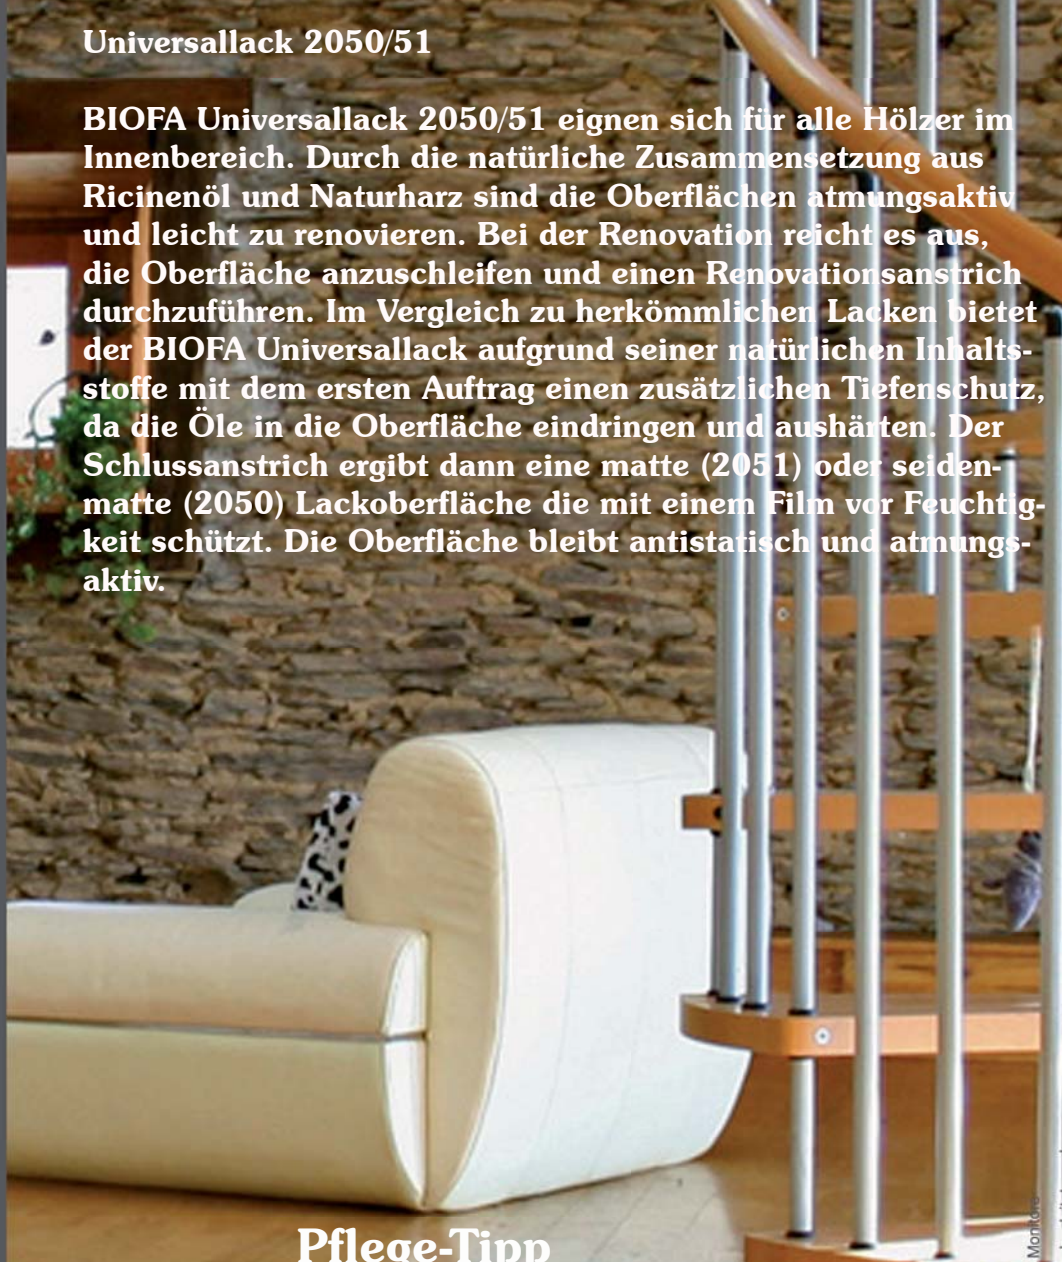 Universallack 2050/51
BIOFA Universallack 2050/51 eignen sich für alle Hölzer im
Innenbereich. Durch die natürliche Zusammensetzung aus
Ricinenöl und Naturharz sind die Oberflächen atmungsaktiv
und leicht zu renovieren. Bei der Renovation reicht es aus,
die Oberfläche anzuschleifen und einen Renovationsanstrich
durchzuführen. Im Vergleich zu herkömmlichen Lacken bietet
der BIOFA Universallack aufgrund seiner natürlichen Inhalts-
stoffe mit dem ersten Auftrag einen zusätzlichen Tiefenschutz,
da die Öle in die Oberfläche eindringen und aushärten. Der
Schlussanstrich ergibt dann eine matte (2051) oder seiden-
matte (2050) Lackoberfläche die mit einem Film vor Feuchtig-
keit schützt. Die Oberfläche bleibt antistatisch und atmungs-
aktiv.
Pflege-Tipp